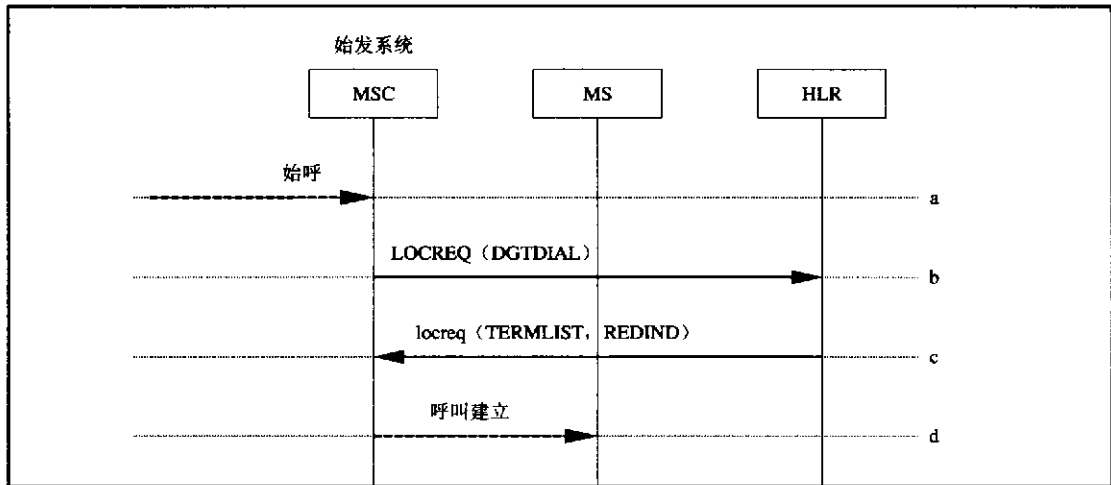 始发系统
MSC MS HLR
始呼 a
LOCREQ（DGTDIAL） b
locreq（TERMLIST，REDIND） c
呼叫建立 d